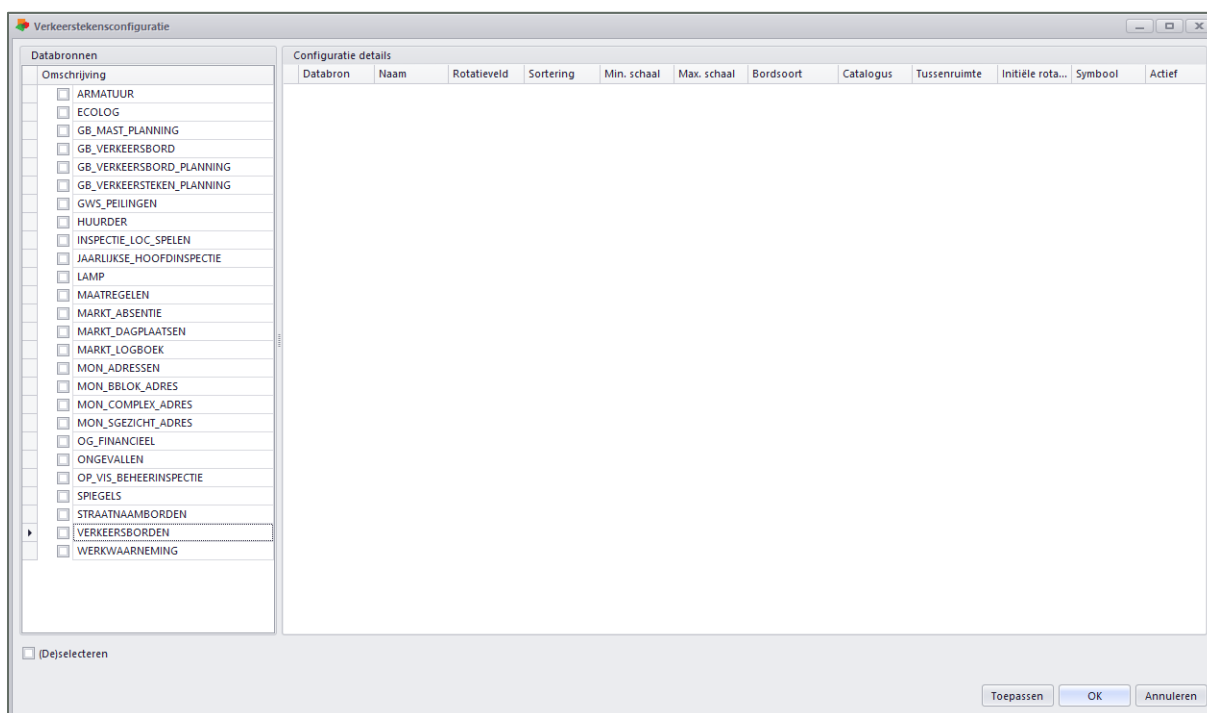 Verkeerstekensconfiguratie
Databronnen
Omschrijving
ARMATUUR
ECOLOG
GB_MAST_PLANNING
GB_VERKEERSBORD
GB_VERKEERSBORD_PLANNING
GB_VERKEERSTEKEN_PLANNING
GWS_PEILINGEN
HUURDER
INSPECTIE_LOC_SPELEN
JAARLIJKSE_HOOFDINSPECTIE
LAMP
MAATREGELEN
MARKT_ABSENTIE
MARKT_DAGPLAATSEN
MARKT_LOGBOEK
MON_ADRESSEN
MON_BBLOK_ADRES
MON_COMPLEX_ADRES
MON_SGEZICHT_ADRES
OG_FINANCIEEL
ONGEVALLEN
OP_VIS_BEHEERINSPECTIE
SPIEGELS
STRAATNAAMBORDEN
VERKEERSBORDEN
WERKWAARNEMING
Configuratie details
Databron Naam Rotatieveld Sortering Min. schaal Max. schaal Bordsoort Catalogus Tussenruimte Initiële rota... Symbool Actief
(De)selecteren
Toepassen OK Annuleren